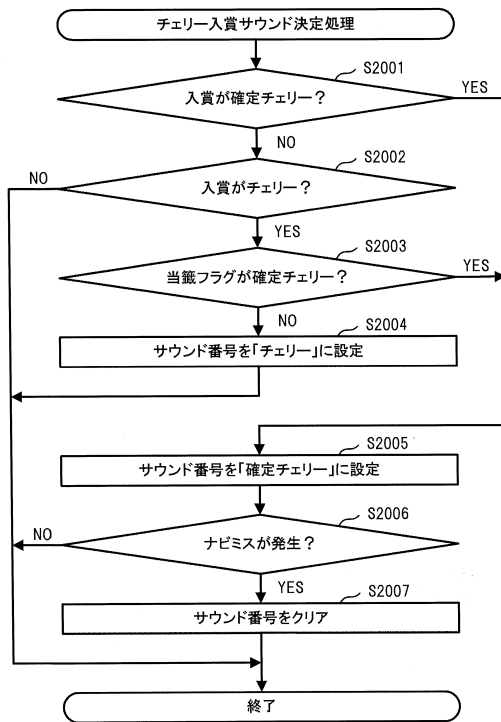 チェリー入賞サウンド決定処理
S2001
入賞が確定チェリー？
YES
NO
S2002
NO
入賞がチェリー？
YES
S2003
当籤フラグが確定チェリー？
YES
NO
S2004
サウンド番号を「チェリー」に設定
S2005
サウンド番号を「確定チェリー」に設定
S2006
NO
ナビミスが発生？
YES
S2007
サウンド番号をクリア
終了